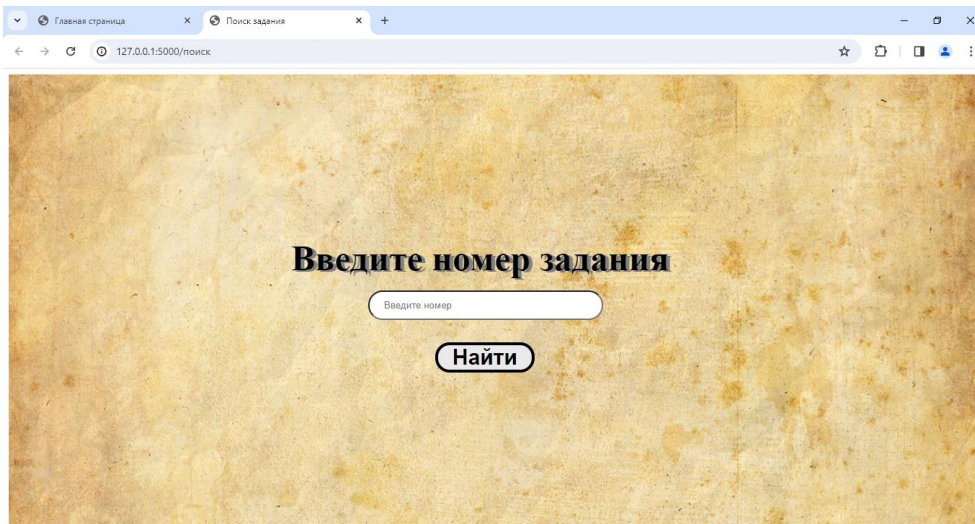 Главная страница
Поиск задания
127.0.0.1:5000/поиск
Введите номер задания
Введите номер
Найти